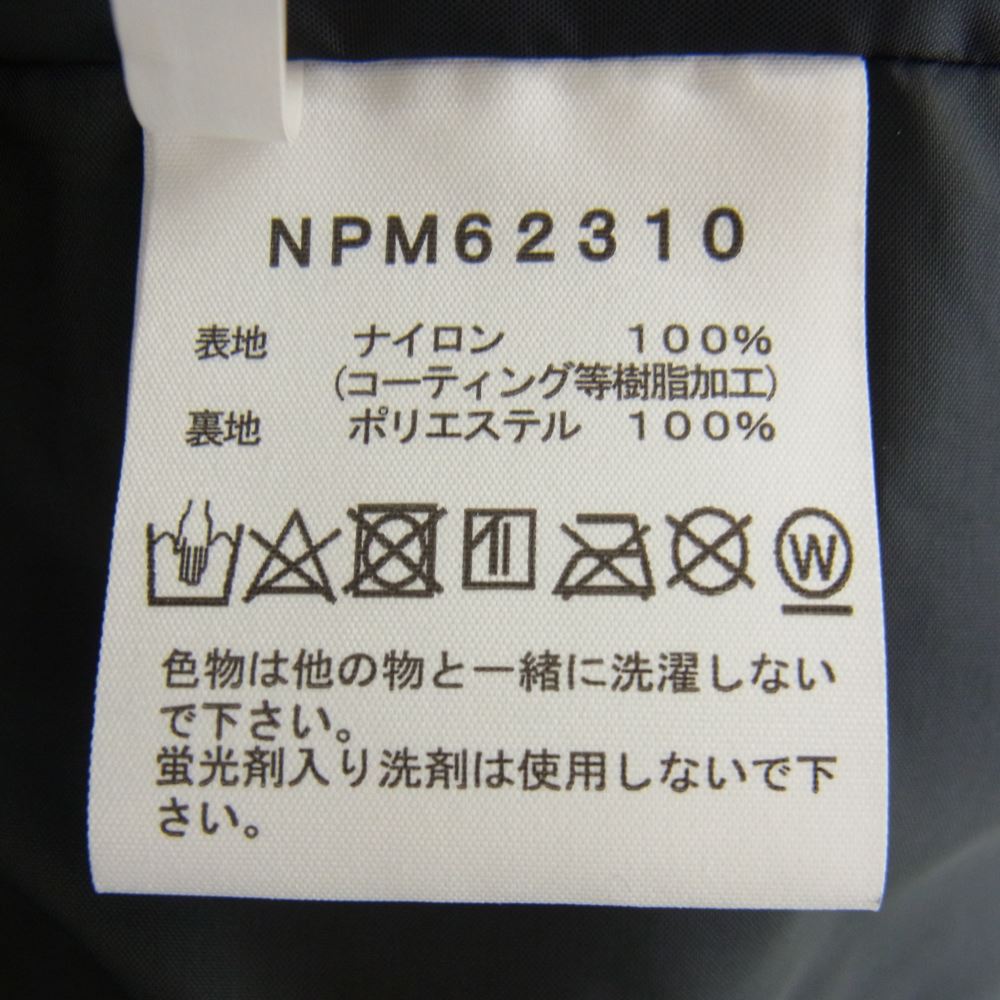 NPM62310
表地 ナイロン 100%
(コーティング等樹脂加工)
裏地 ポリエステル 100%
W
色物は他の物と一緒に洗濯しない
で下さい。
蛍光剤入り洗剤は使用しないで下
さい。